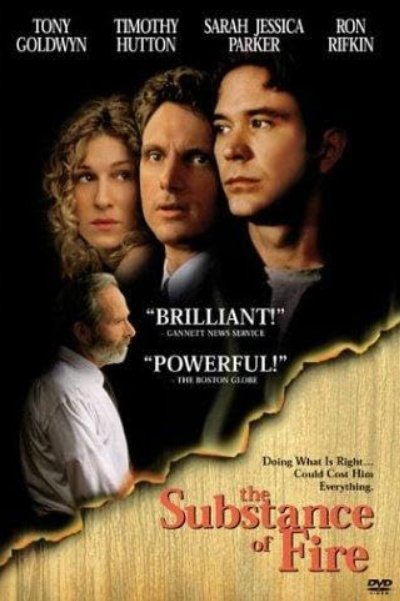 TONY GOLDWYN
TIMOTHY HUTTON
SARAH JESSICA PARKER
RON RIFKIN
"BRILLIANT!"
- GANNETT NEWS SERVICE
"POWERFUL!"
- THE BOSTON GLOBE
Doing What Is Right...
Could Cost Him
Everything.
the
Substance
of Fire
DVD
VIDEO